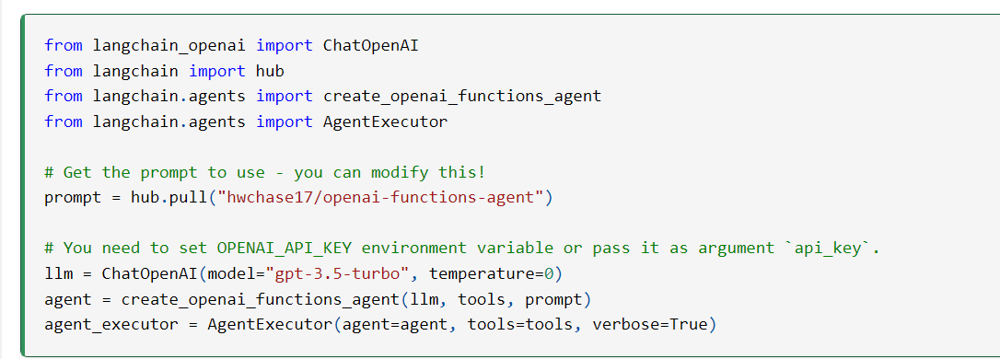 from langchain_openai import ChatOpenAI
from langchain import hub
from langchain.agents import create_openai_functions_agent
from langchain.agents import AgentExecutor
# Get the prompt to use - you can modify this!
prompt = hub.pull("hwchase17/openai-functions-agent")
# You need to set OPENAI_API_KEY environment variable or pass it as argument `api_key`.
llm = ChatOpenAI(model="gpt-3.5-turbo", temperature=0)
agent = create_openai_functions_agent(llm, tools, prompt)
agent_executor = AgentExecutor(agent=agent, tools=tools, verbose=True)